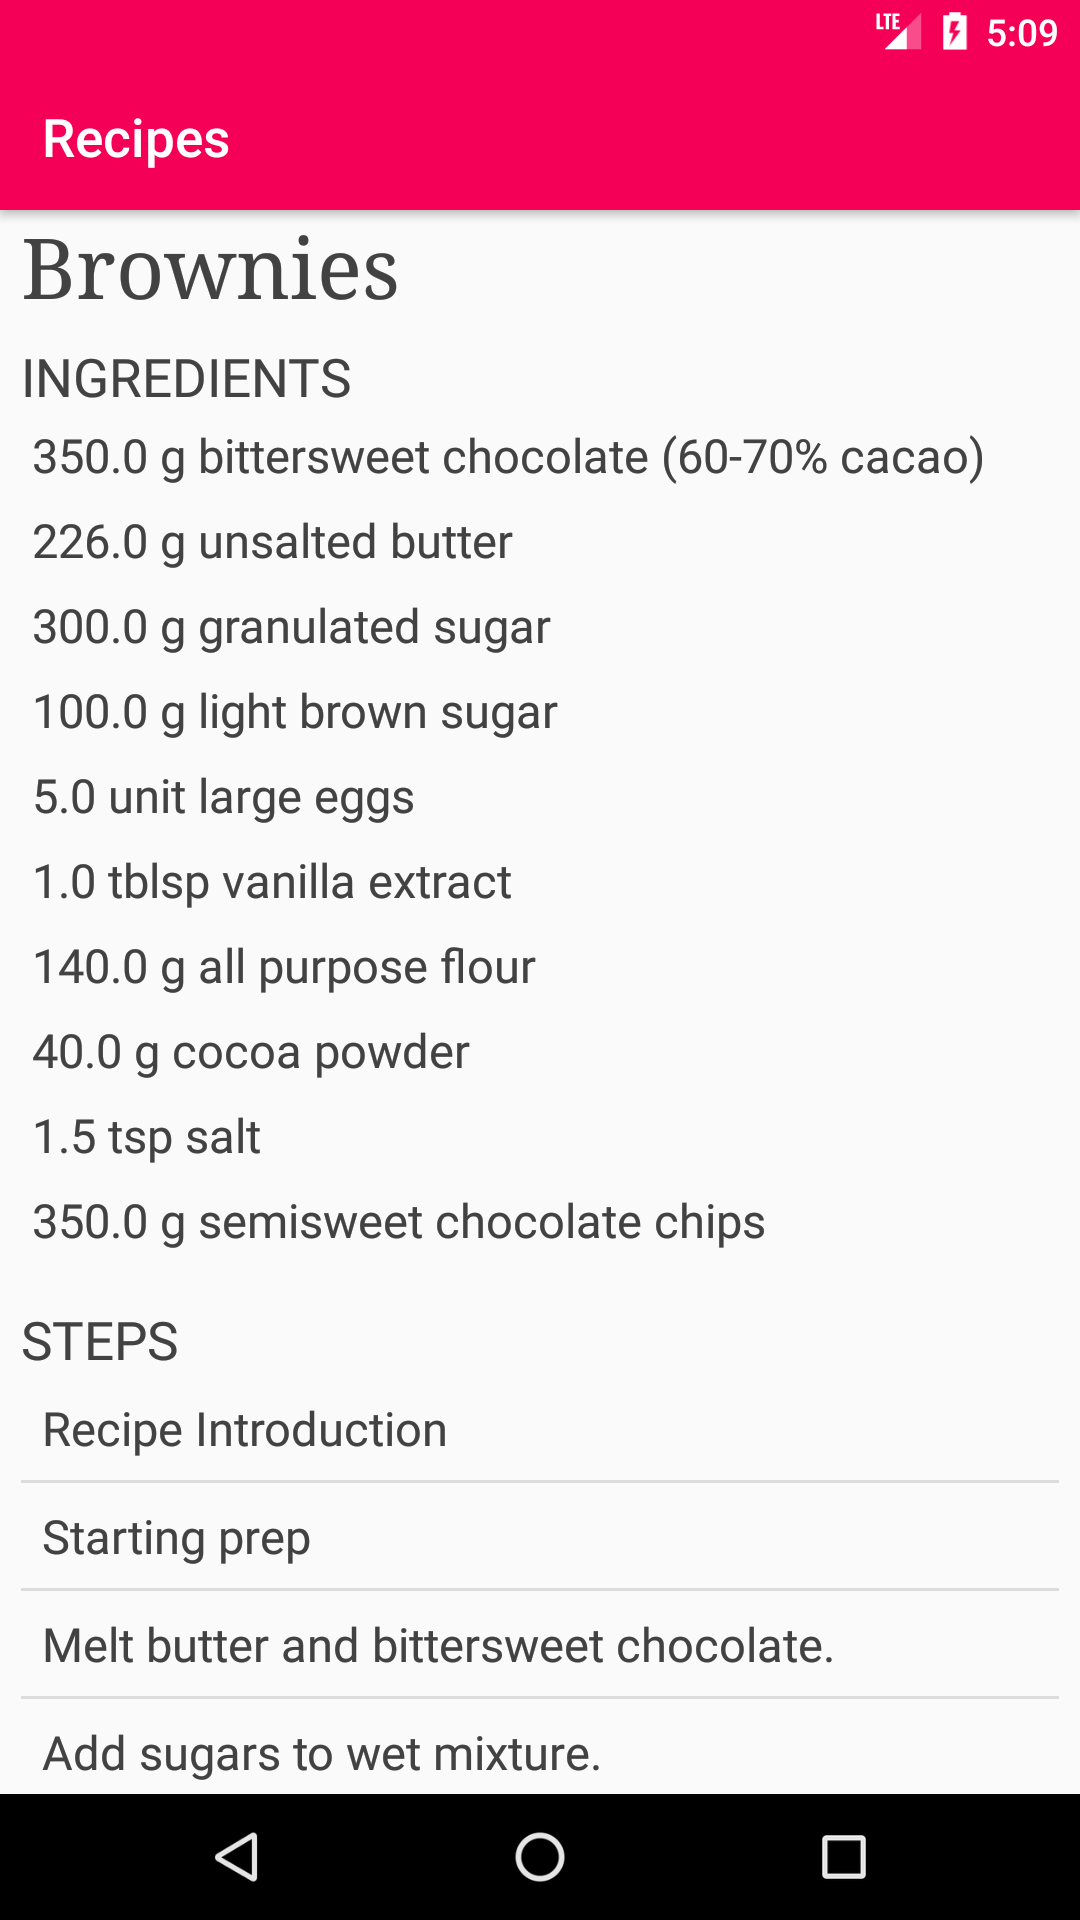 LTE 5:09
Recipes
Brownies
INGREDIENTS
350.0 g bittersweet chocolate (60-70% cacao)
226.0 g unsalted butter
300.0 g granulated sugar
100.0 g light brown sugar
5.0 unit large eggs
1.0 tblsp vanilla extract
140.0 g all purpose flour
40.0 g cocoa powder
1.5 tsp salt
350.0 g semisweet chocolate chips
STEPS
Recipe Introduction
Starting prep
Melt butter and bittersweet chocolate.
Add sugars to wet mixture.